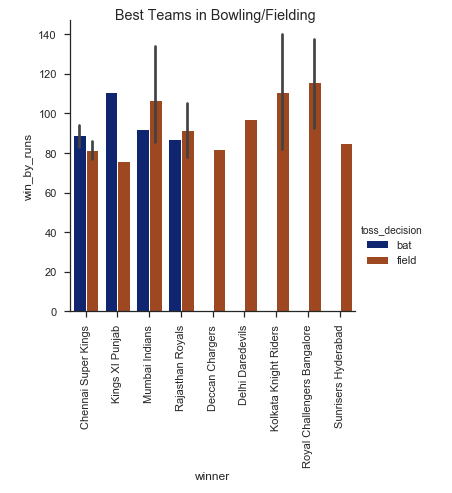 Best Teams in Bowling/Fielding
140
120
100
80
60
40
20
0
win_by_runs
toss_decision
bat
field
Chennai Super Kings
Kings XI Punjab
Mumbai Indians
Rajasthan Royals
Deccan Chargers
Delhi Daredevils
Kolkata Knight Riders
Royal Challengers Bangalore
Sunrisers Hyderabad
winner